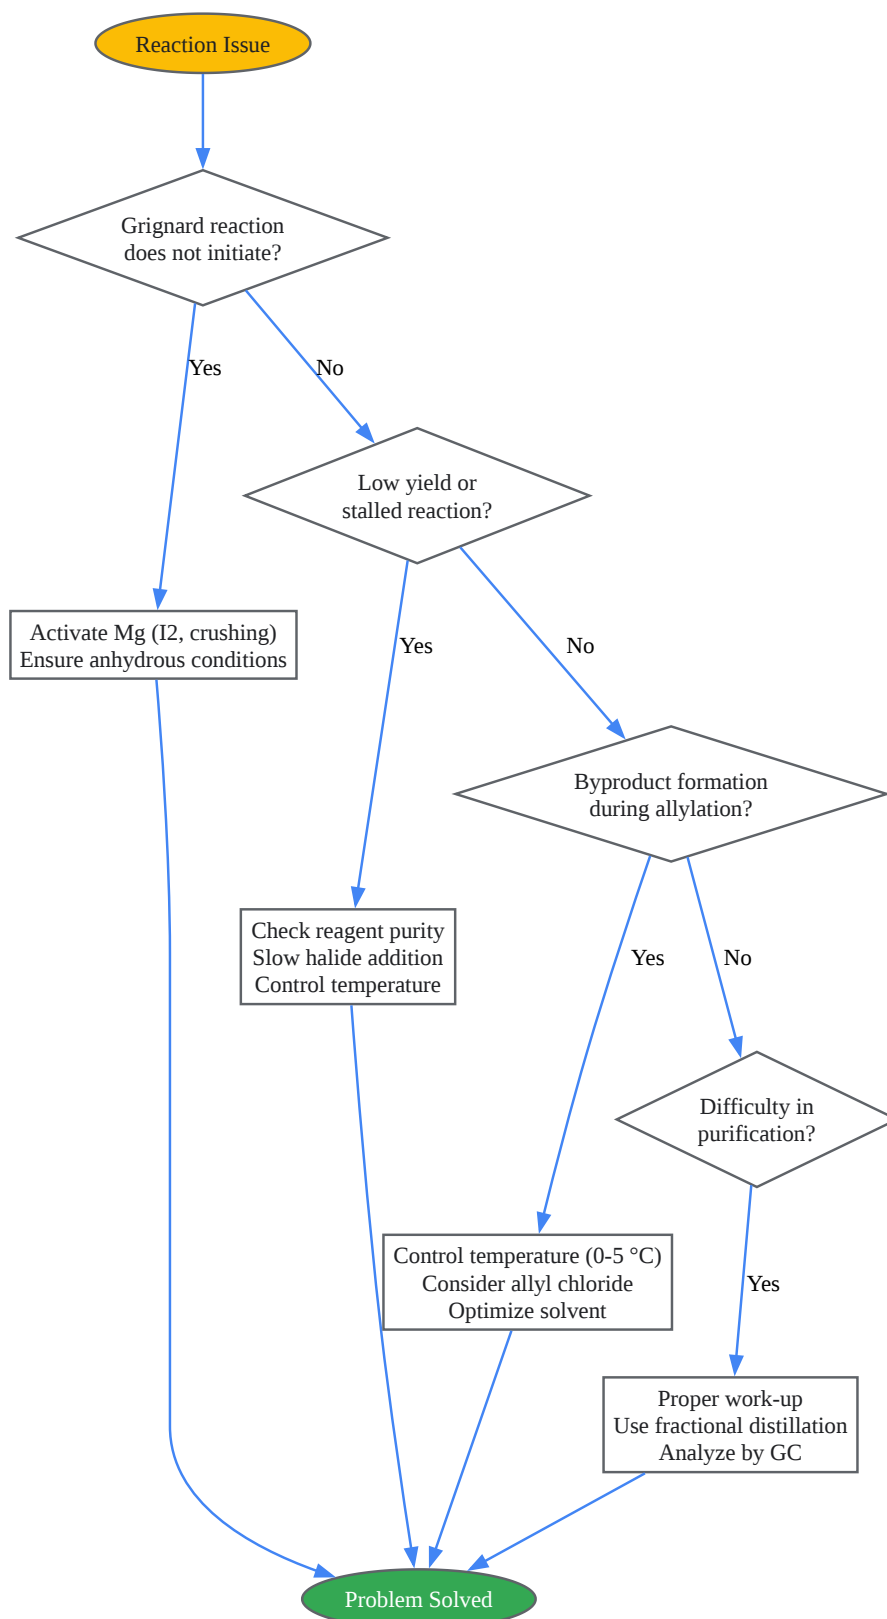 Reaction Issue
Grignard reaction
does not initiate?
Yes
No
Low yield or
stalled reaction?
Activate Mg (I2, crushing)
Ensure anhydrous conditions
Yes
No
Byproduct formation
during allylation?
Check reagent purity
Slow halide addition
Control temperature
Yes
No
Difficulty in
purification?
Control temperature (0-5 °C)
Consider allyl chloride
Optimize solvent
Yes
Proper work-up
Use fractional distillation
Analyze by GC
Problem Solved